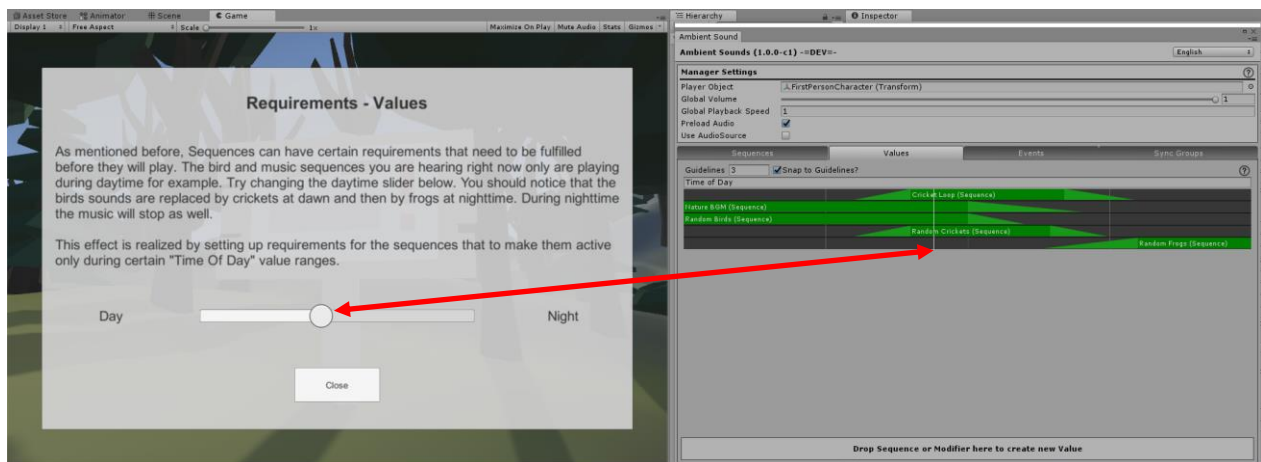 Asset Store Animator Scene Game
Display 1 Free Aspect Scale 1x Maximize On Play Mute Audio Stats Gizmos
Requirements - Values
As mentioned before, Sequences can have certain requirements that need to be fulfilled
before they will play. The bird and music sequences you are hearing right now only are playing
during daytime for example. Try changing the daytime slider below. You should notice that the
birds sounds are replaced by crickets at dawn and then by frogs at nighttime. During nighttime
the music will stop as well.
This effect is realized by setting up requirements for the sequences that to make them active
only during certain "Time Of Day" value ranges.
Day Night
Close
Hierarchy Inspector
Ambient Sound
Ambient Sounds (1.0.0-c1) -=DEV=- English
Manager Settings
Player Object FirstPersonCharacter (Transform)
Global Volume 1
Global Playback Speed 1
Preload Audio
Use AudioSource
Sequences Values Events Sync Groups
Guidelines 3 Snap to Guidelines?
Time of Day
Cricket Loop (Sequence)
Nature BGM (Sequence)
Random Birds (Sequence)
Random Crickets (Sequence)
Random Frogs (Sequence)
Drop Sequence or Modifier here to create new Value